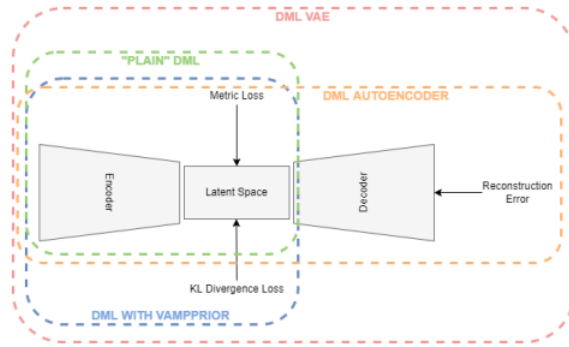 DML VAE
"PLAIN" DML
Metric Loss
DML AUTOENCODER
Encoder
Latent Space
Decoder
Reconstruction
Error
KL Divergence Loss
DML WITH VAMPPRIOR